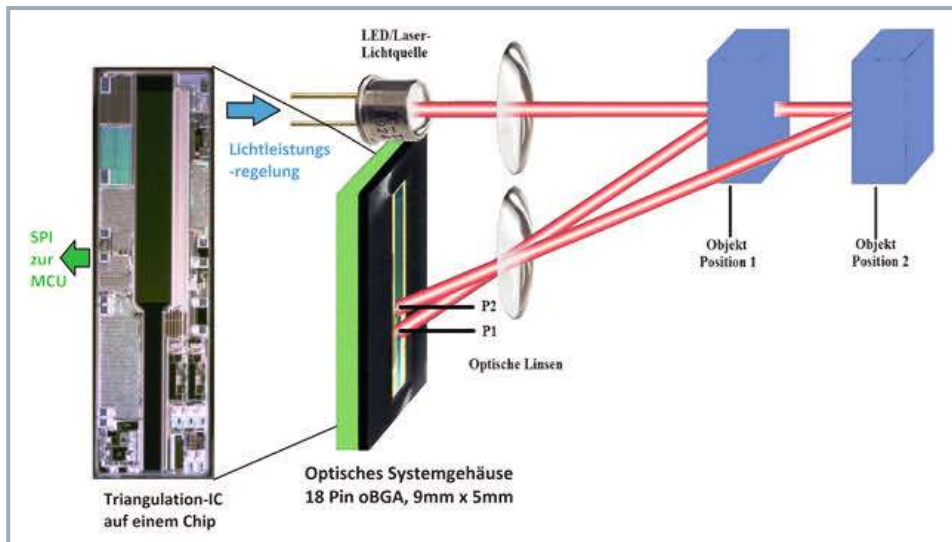 LED/Laser-
Lichtquelle
Lichtleistungs
-regelung
SPI
zur
MCU
Objekt
Position 1
Objekt
Position 2
P2
P1
Optische Linsen
Optisches Systemgehäuse
18 Pin oBGA, 9mm x 5mm
Triangulation-IC
auf einem Chip